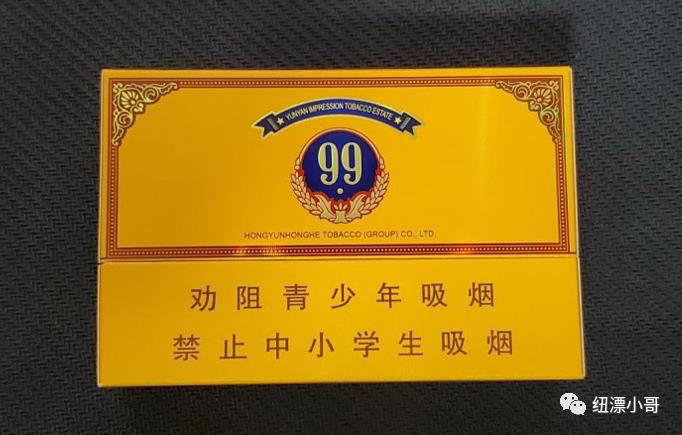 YUNYAN IMPRESSION TOBACCO ESTATE
99
HONGYUNHONGHE TOBACCO (GROUP) CO., LTD.
劝阻青少年吸烟
禁止中小学生吸烟
纽漂小哥